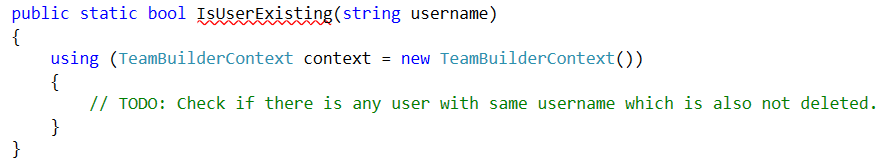 public static bool IsUserExisting(string username)
{
    using (TeamBuilderContext context = new TeamBuilderContext())
    {
        // TODO: Check if there is any user with same username which is also not deleted.
    }
}